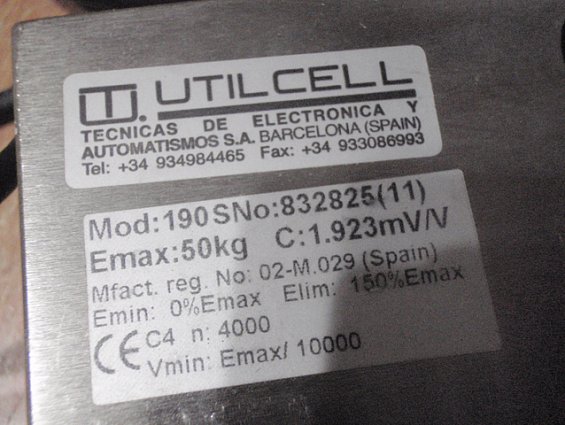 UTILCELL
TECNICAS DE ELECTRONICA Y
AUTOMATISMOS S.A. BARCELONA (SPAIN)
Tel: +34 934984465 Fax: +34 933086993
Mod:190 SNo:832825(11)
Emax:50kg C:1.923mV/V
Mfact. reg. No: 02-M.029 (Spain)
Emin: 0%Emax Elim: 150%Emax
CE C4 n: 4000
Vmin: Emax/ 10000